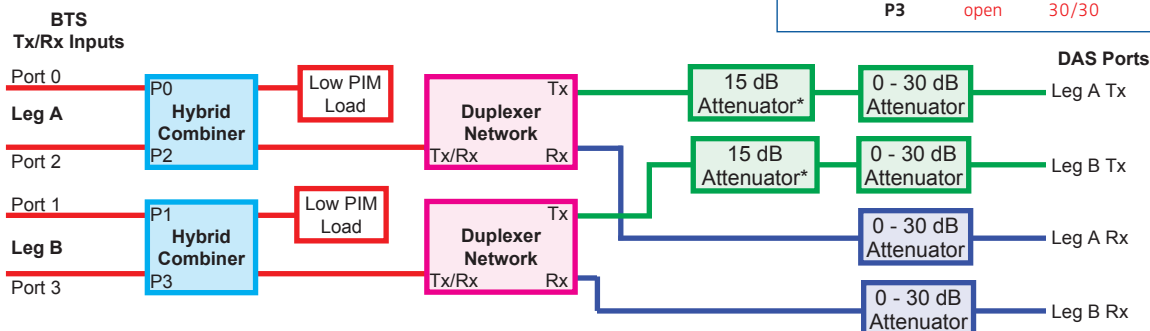 P3 open 30/30
BTS
Tx/Rx Inputs
DAS Ports
Port 0
Leg A
Port 2
P0
Hybrid
Combiner
P2
Low PIM
Load
Tx
Duplexer
Network
Tx/Rx Rx
15 dB
Attenuator*
0 - 30 dB
Attenuator
Leg A Tx
15 dB
Attenuator*
0 - 30 dB
Attenuator
Leg B Tx
Port 1
Leg B
Port 3
P1
Hybrid
Combiner
P3
Low PIM
Load
Tx
Duplexer
Network
Tx/Rx Rx
0 - 30 dB
Attenuator
Leg A Rx
0 - 30 dB
Attenuator
Leg B Rx